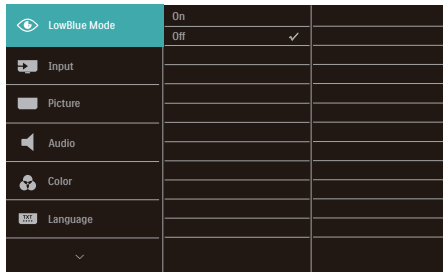 LowBlue Mode
On
Off
Input
Picture
Audio
Color
TXT
Language